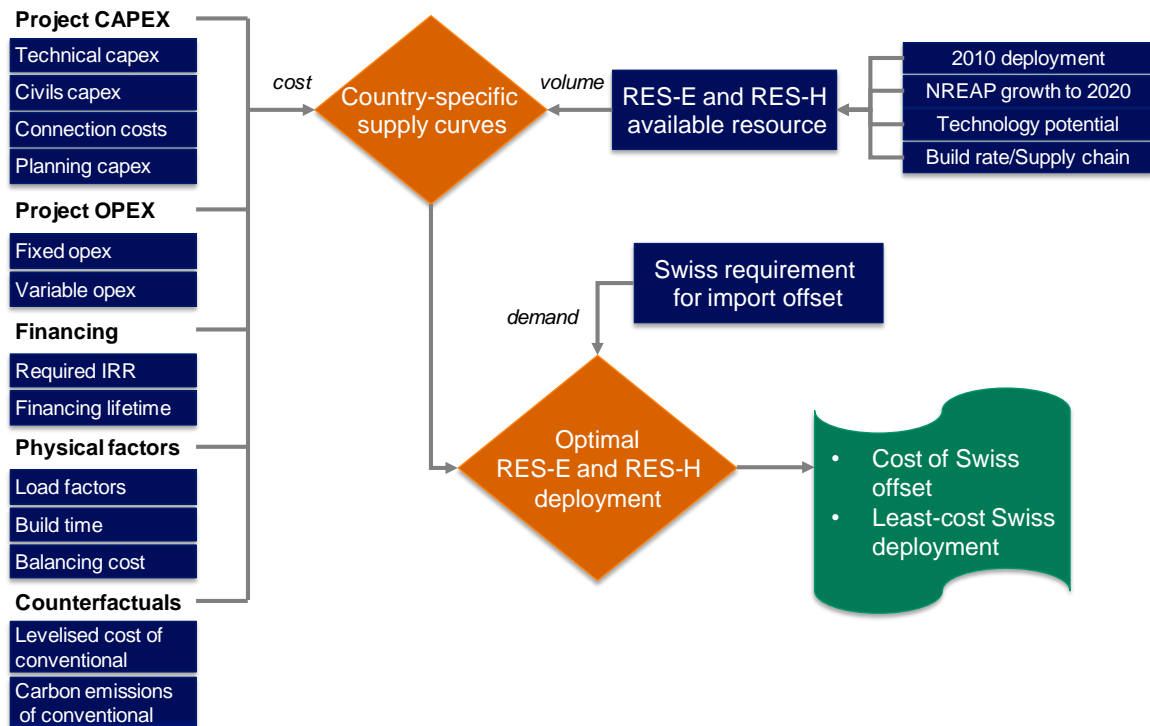 Project CAPEX
Technical capex
Civils capex
Connection costs
Planning capex
Project OPEX
Fixed opex
Variable opex
Financing
Required IRR
Financing lifetime
Physical factors
Load factors
Build time
Balancing cost
Counterfactuals
Levelised cost of
conventional
Carbon emissions
of conventional
cost
Country-specific
supply curves
volume
RES-E and RES-H
available resource
2010 deployment
NREAP growth to 2020
Technology potential
Build rate/Supply chain
Swiss requirement
for import offset
demand
Optimal
RES-E and RES-H
deployment
• Cost of Swiss
offset
• Least-cost Swiss
deployment